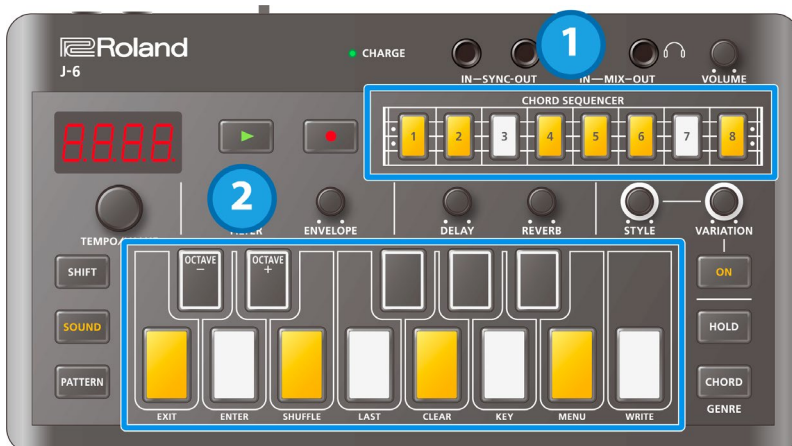 Roland
J-6
CHARGE
1
IN-SYNC-OUT
IN-MIX-OUT
VOLUME
CHORD SEQUENCER
1 2 3 4 5 6 7 8
8.8.8.8.
2
ENVELOPE
DELAY
REVERB
STYLE
VARIATION
SHIFT
OCTAVE
−
OCTAVE
+
ON
SOUND
HOLD
PATTERN
CHORD
EXIT
ENTER
SHUFFLE
LAST
CLEAR
KEY
MENU
WRITE
GENRE